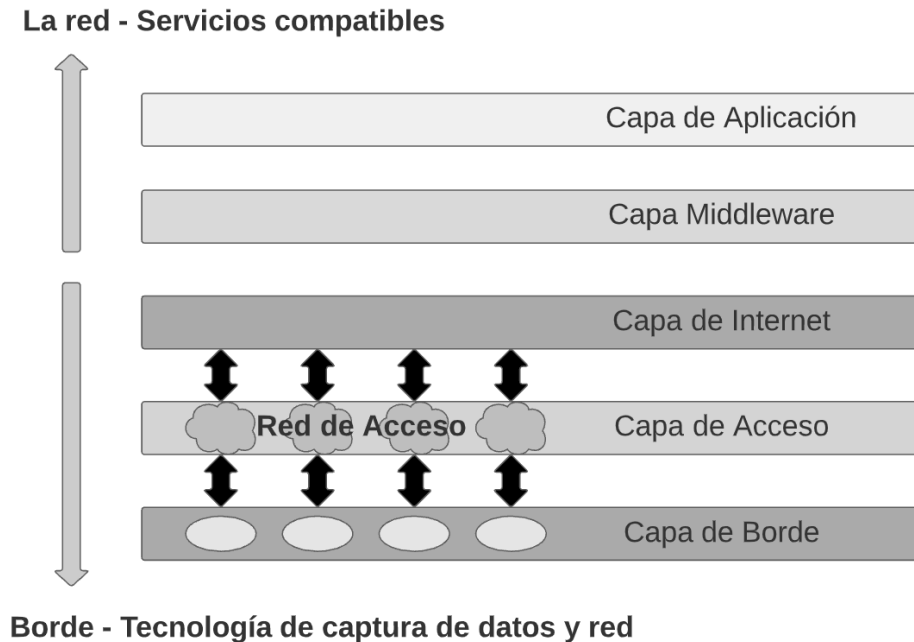 La red - Servicios compatibles
Capa de Aplicación
Capa Middleware
Capa de Internet
Red de Acceso
Capa de Acceso
Capa de Borde
Borde - Tecnología de captura de datos y red